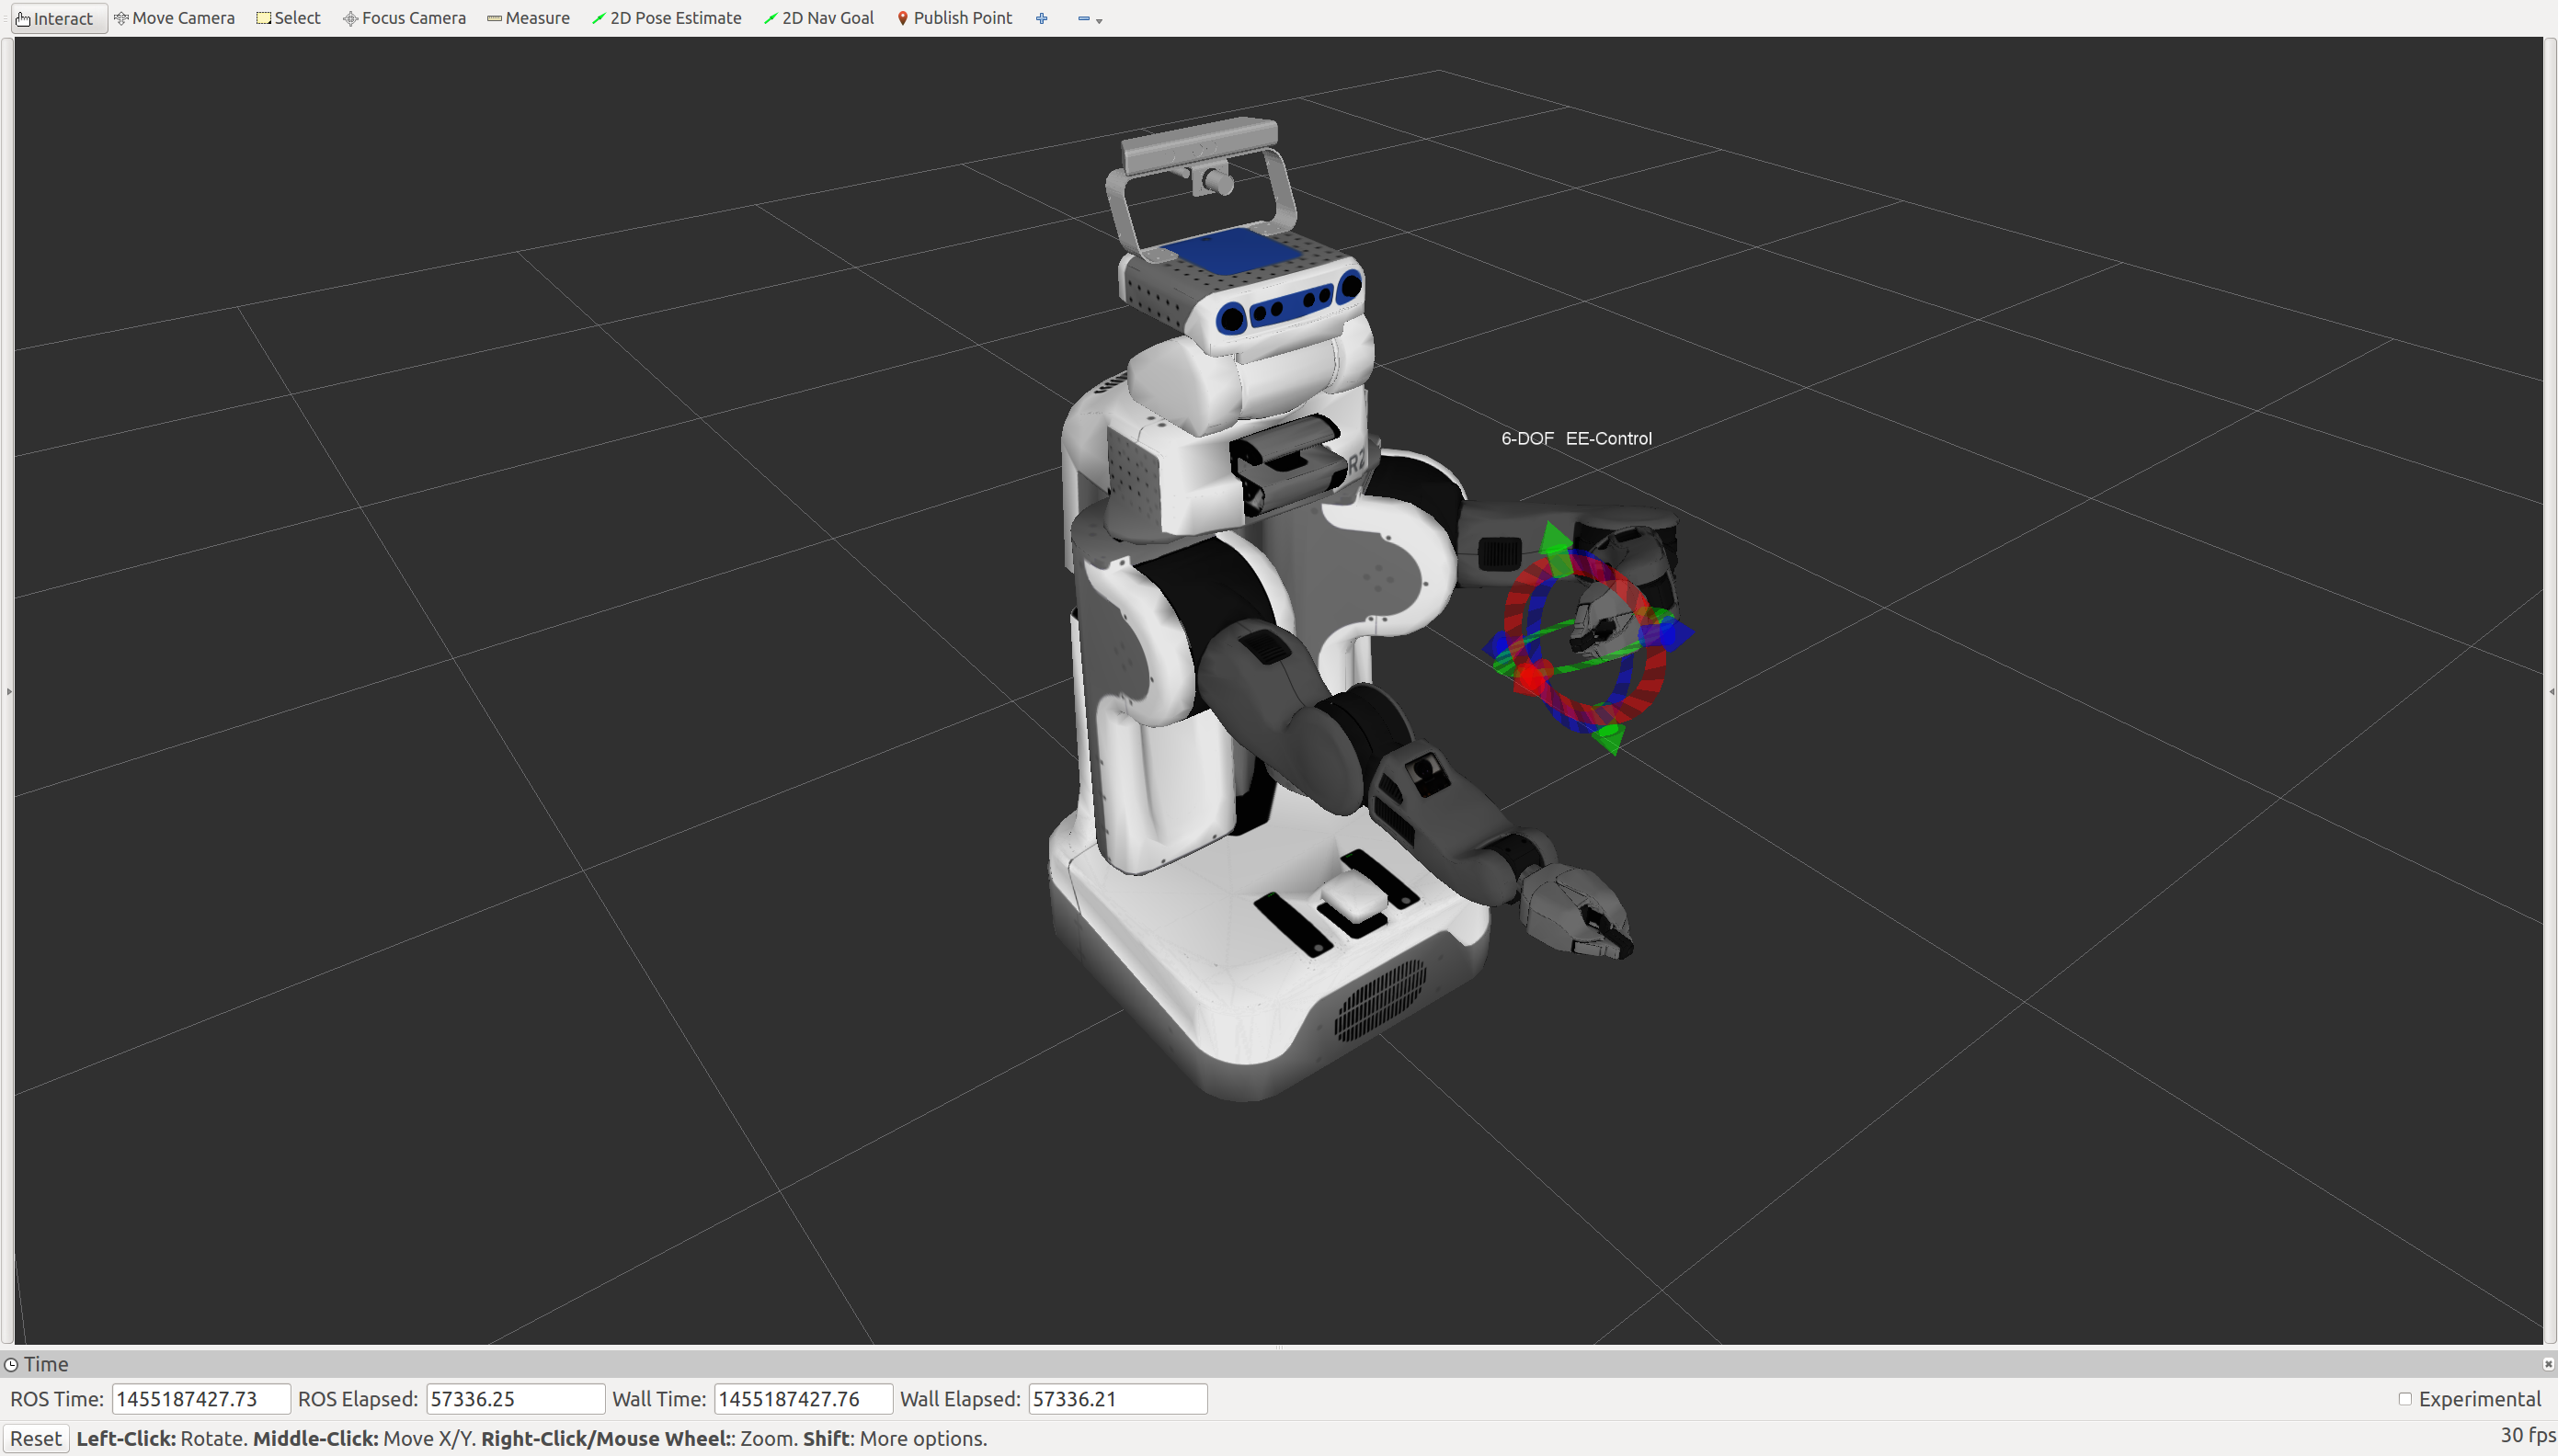 Interact Move Camera Select Focus Camera Measure 2D Pose Estimate 2D Nav Goal Publish Point
6-DOF EE-Control
R2
Time
ROS Time: 1455187427.73 ROS Elapsed: 57336.25 Wall Time: 1455187427.76 Wall Elapsed: 57336.21 Experimental
Reset Left-Click: Rotate. Middle-Click: Move X/Y. Right-Click/Mouse Wheel:: Zoom. Shift: More options. 30 fps